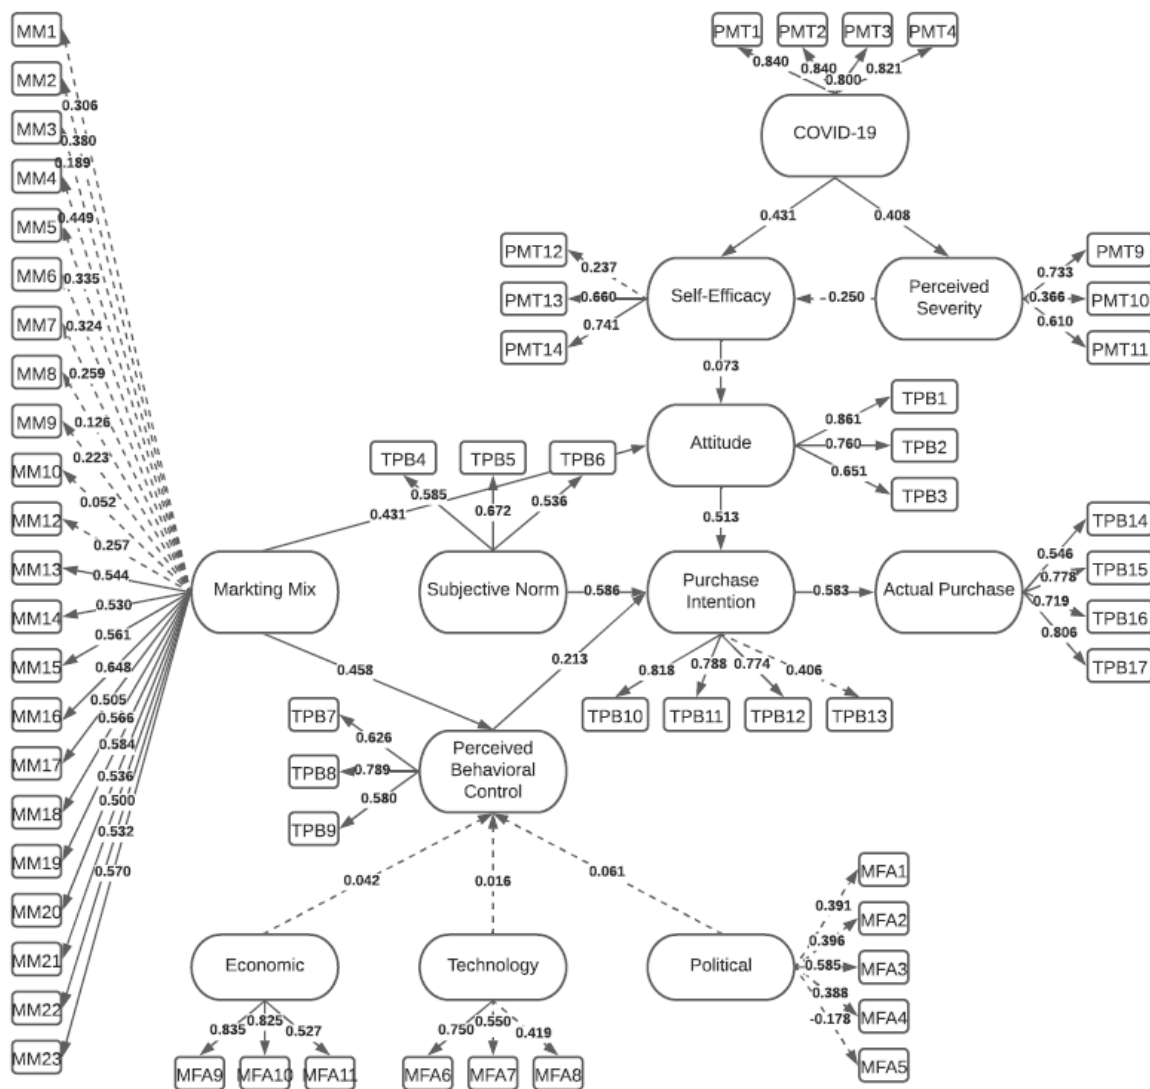 MM1
MM2
MM3
MM4
MM5
MM6
MM7
MM8
MM9
MM10
MM12
MM13
MM14
MM15
MM16
MM17
MM18
MM19
MM20
MM21
MM22
MM23
0.306
0.380
0.189
0.449
0.335
0.324
0.259
0.126
0.223
0.052
0.257
0.544
0.530
0.561
0.648
0.505
0.566
0.584
0.536
0.500
0.532
0.570
Markting Mix
0.431
0.458
PMT1
PMT2
PMT3
PMT4
0.840
0.840
0.800
0.821
COVID-19
0.431
0.408
PMT12
PMT13
PMT14
0.237
0.660
0.741
Self-Efficacy
0.250
Perceived
Severity
0.733
0.366
0.610
PMT9
PMT10
PMT11
0.073
Attitude
0.861
0.760
0.651
TPB1
TPB2
TPB3
TPB4
TPB5
TPB6
0.585
0.672
0.536
0.513
Subjective Norm
0.586
Purchase
Intention
0.583
Actual Purchase
0.546
0.778
0.719
0.806
TPB14
TPB15
TPB16
TPB17
0.213
0.818
0.788
0.774
0.406
TPB10
TPB11
TPB12
TPB13
TPB7
TPB8
TPB9
0.626
0.789
0.580
Perceived
Behavioral
Control
0.042
0.016
0.061
Economic
Technology
Political
0.835
0.825
0.527
MFA9
MFA10
MFA11
0.750
0.550
0.419
MFA6
MFA7
MFA8
0.391
0.396
0.585
0.388
-0.178
MFA1
MFA2
MFA3
MFA4
MFA5